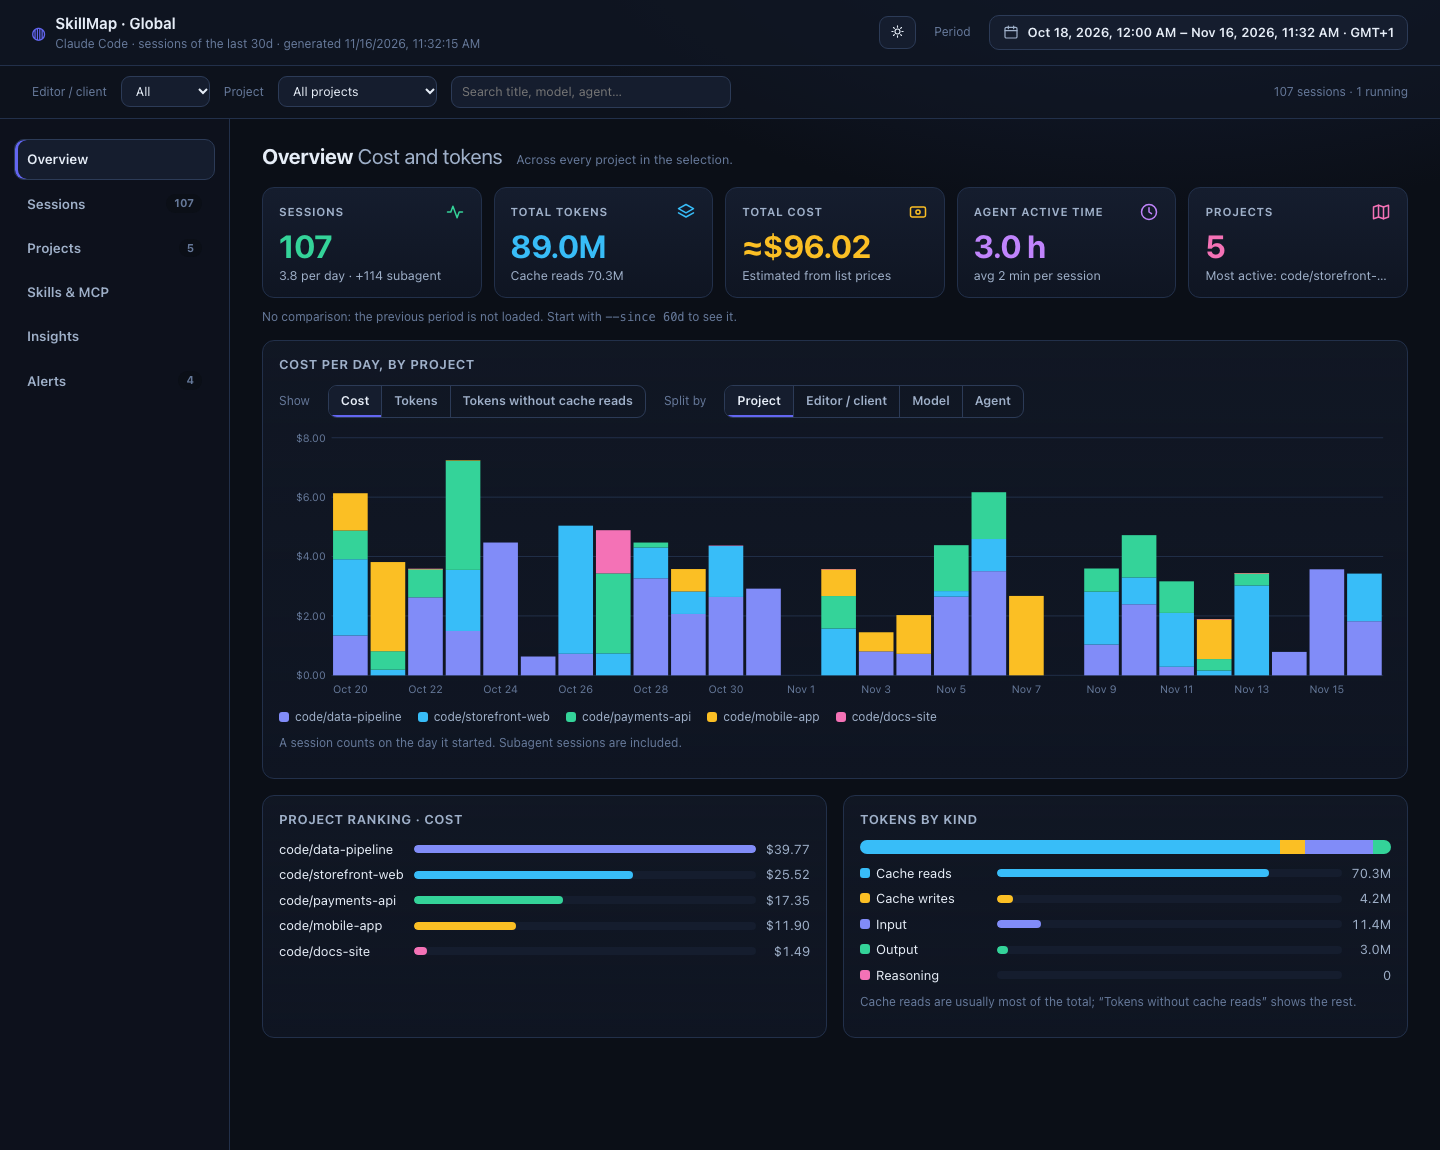 SkillMap · Global
Claude Code · sessions of the last 30d · generated 11/16/2026, 11:32:15 AM
Period
Oct 18, 2026, 12:00 AM – Nov 16, 2026, 11:32 AM · GMT+1
Editor / client
All
Project
All projects
Search title, model, agent...
107 sessions · 1 running
Overview
Sessions 107
Projects 5
Skills & MCP
Insights
Alerts 4
Overview Cost and tokens Across every project in the selection.
SESSIONS
107
3.8 per day · +114 subagent
TOTAL TOKENS
89.0M
Cache reads 70.3M
TOTAL COST
≈$96.02
Estimated from list prices
AGENT ACTIVE TIME
3.0 h
avg 2 min per session
PROJECTS
5
Most active: code/storefront-...
No comparison: the previous period is not loaded. Start with --since 60d to see it.
COST PER DAY, BY PROJECT
Show Cost Tokens Tokens without cache reads Split by Project Editor / client Model Agent
$8.00
$6.00
$4.00
$2.00
$0.00
Oct 20 Oct 22 Oct 24 Oct 26 Oct 28 Oct 30 Nov 1 Nov 3 Nov 5 Nov 7 Nov 9 Nov 11 Nov 13 Nov 15
code/data-pipeline code/storefront-web code/payments-api code/mobile-app code/docs-site
A session counts on the day it started. Subagent sessions are included.
PROJECT RANKING · COST
code/data-pipeline $39.77
code/storefront-web $25.52
code/payments-api $17.35
code/mobile-app $11.90
code/docs-site $1.49
TOKENS BY KIND
Cache reads 70.3M
Cache writes 4.2M
Input 11.4M
Output 3.0M
Reasoning 0
Cache reads are usually most of the total; "Tokens without cache reads" shows the rest.